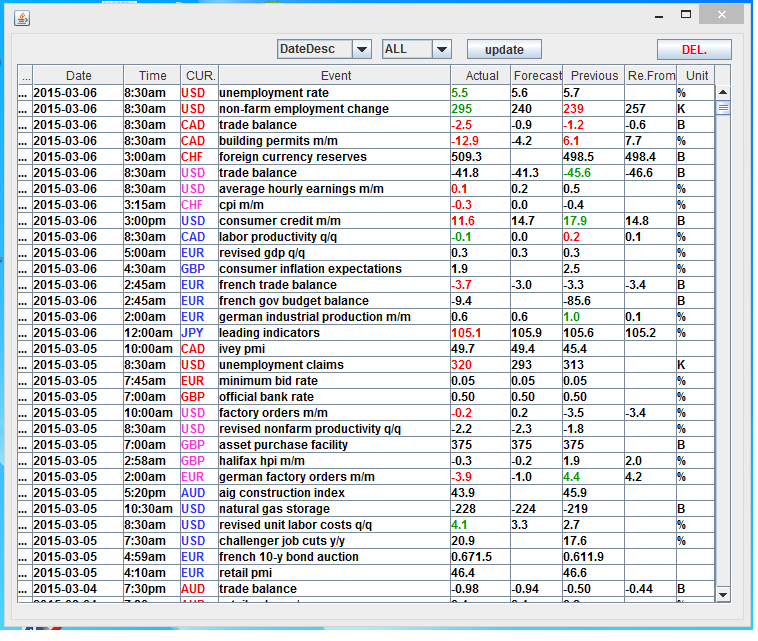 DateDesc ALL update DEL.
... Date Time CUR. Event Actual Forecast Previous Re.From Unit
... 2015-03-06 8:30am USD unemployment rate 5.5 5.6 5.7 %
... 2015-03-06 8:30am USD non-farm employment change 295 240 239 257 K
... 2015-03-06 8:30am CAD trade balance -2.5 -0.9 -1.2 -0.6 B
... 2015-03-06 8:30am CAD building permits m/m -12.9 -4.2 6.1 7.7 %
... 2015-03-06 3:00am CHF foreign currency reserves 509.3 498.5 498.4 B
... 2015-03-06 8:30am USD trade balance -41.8 -41.3 -45.6 -46.6 B
... 2015-03-06 8:30am USD average hourly earnings m/m 0.1 0.2 0.5 %
... 2015-03-06 3:15am CHF cpi m/m -0.3 0.0 -0.4 %
... 2015-03-06 3:00pm USD consumer credit m/m 11.6 14.7 17.9 14.8 B
... 2015-03-06 8:30am CAD labor productivity q/q -0.1 0.0 0.2 0.1 %
... 2015-03-06 5:00am EUR revised gdp q/q 0.3 0.3 0.3 %
... 2015-03-06 4:30am GBP consumer inflation expectations 1.9 2.5 %
... 2015-03-06 2:45am EUR french trade balance -3.7 -3.0 -3.3 -3.4 B
... 2015-03-06 2:45am EUR french gov budget balance -9.4 -85.6 B
... 2015-03-06 2:00am EUR german industrial production m/m 0.6 0.6 1.0 0.1 %
... 2015-03-06 12:00am JPY leading indicators 105.1 105.9 105.6 105.2 %
... 2015-03-05 10:00am CAD ivey pmi 49.7 49.4 45.4
... 2015-03-05 8:30am USD unemployment claims 320 293 313 K
... 2015-03-05 7:45am EUR minimum bid rate 0.05 0.05 0.05 %
... 2015-03-05 7:00am GBP official bank rate 0.50 0.50 0.50 %
... 2015-03-05 10:00am USD factory orders m/m -0.2 0.2 -3.5 -3.4 %
... 2015-03-05 8:30am USD revised nonfarm productivity q/q -2.2 -2.3 -1.8 %
... 2015-03-05 7:00am GBP asset purchase facility 375 375 375 B
... 2015-03-05 2:58am GBP halifax hpi m/m -0.3 -0.2 1.9 2.0 %
... 2015-03-05 2:00am EUR german factory orders m/m -3.9 -1.0 4.4 4.2 %
... 2015-03-05 5:20pm AUD aig construction index 43.9 45.9
... 2015-03-05 10:30am USD natural gas storage -228 -224 -219 B
... 2015-03-05 8:30am USD revised unit labor costs q/q 4.1 3.3 2.7 %
... 2015-03-05 7:30am USD challenger job cuts y/y 20.9 17.6 %
... 2015-03-05 4:59am EUR french 10-y bond auction 0.671.5 0.611.9
... 2015-03-05 4:10am EUR retail pmi 46.4 46.6
... 2015-03-04 7:30pm AUD trade balance -0.98 -0.94 -0.50 -0.44 B